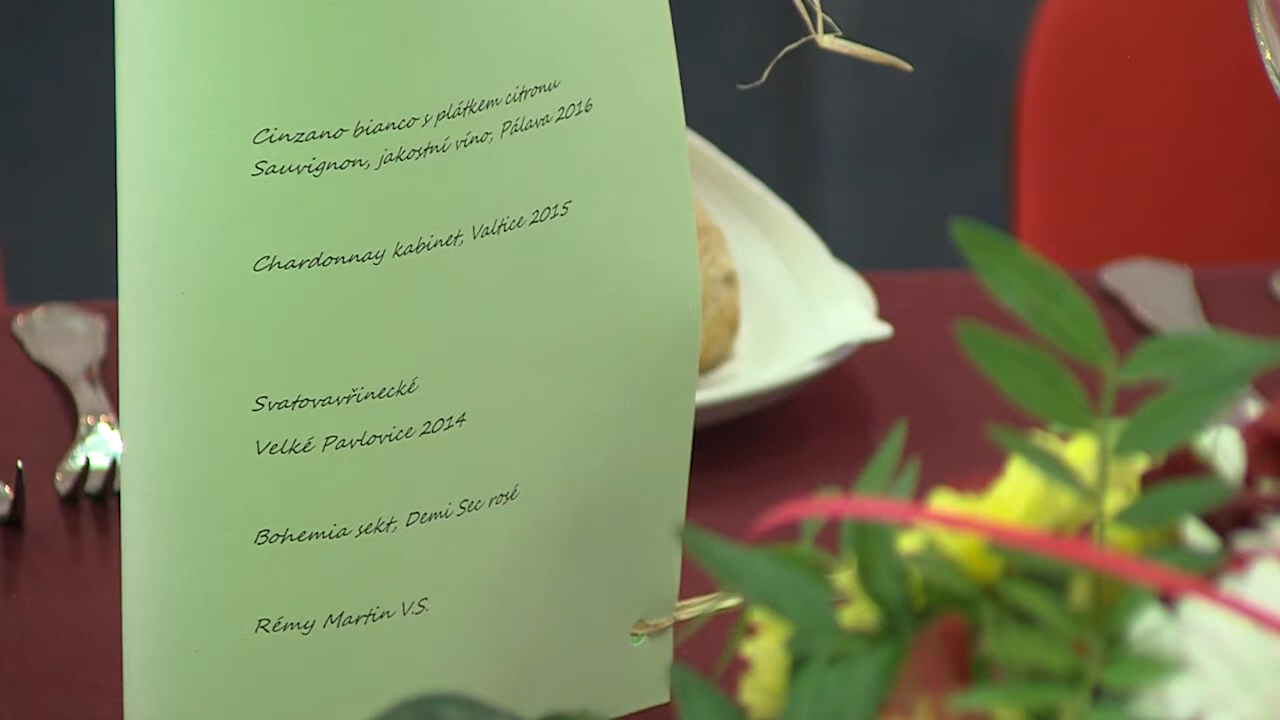 Cinzano bianco s plátkem citronu
Sauvignon, jakostní víno, Pálava 2016
Chardonnay kabinet, Valtice 2015
Svatovavřinecké
Velké Pavlovice 2014
Bohemia sekt, Demi Sec rosé
Rémy Martin V.S.